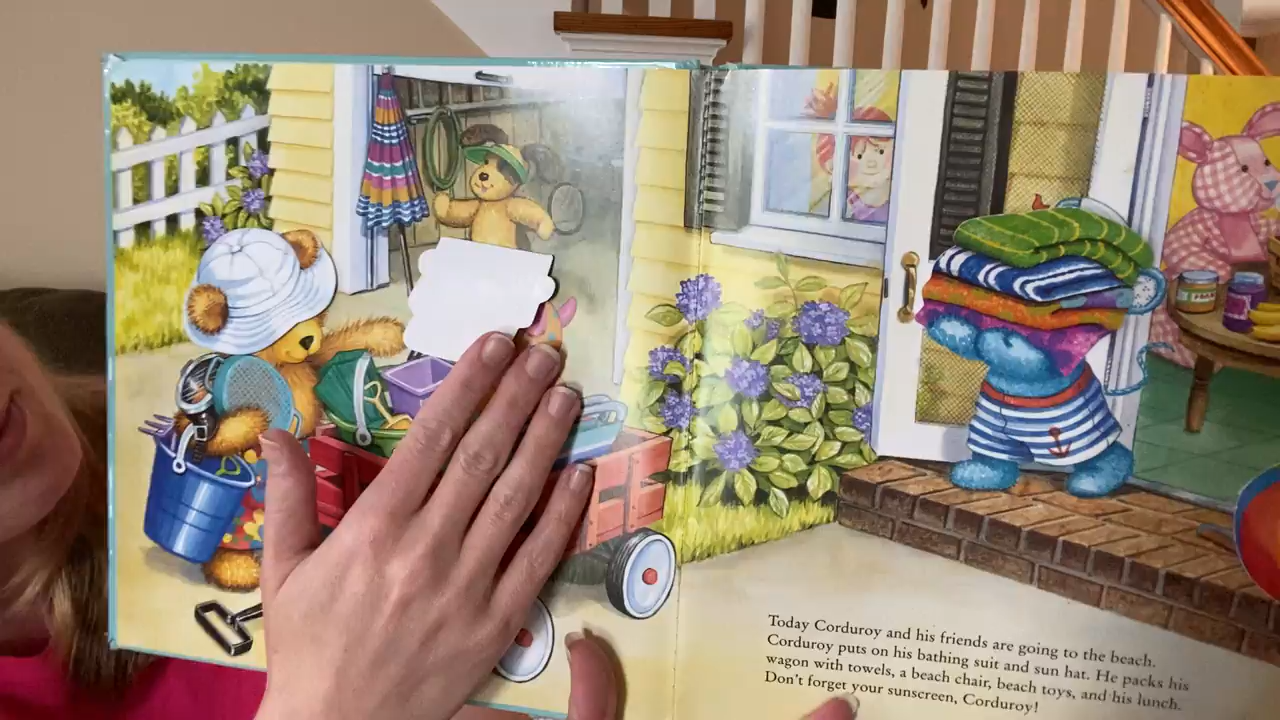 Today Corduroy and his friends are going to the beach.
Corduroy puts on his bathing suit and sun hat. He packs his
wagon with towels, a beach chair, beach toys, and his lunch.
Don't forget your sunscreen, Corduroy!